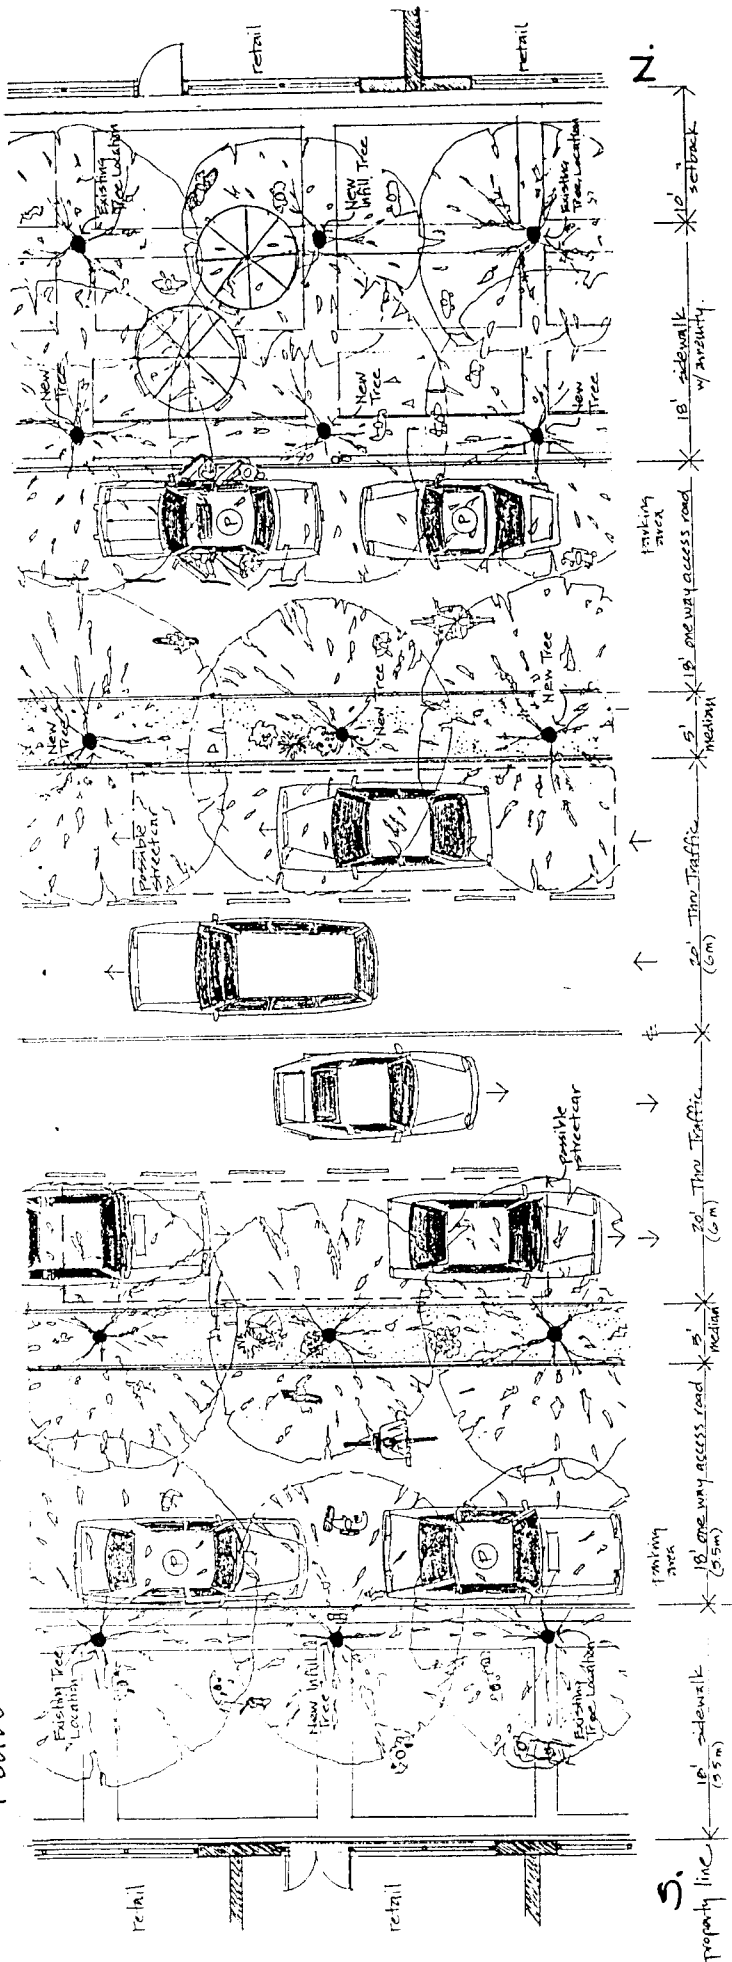 retail
retail
N.
Existing
Tree Location
New
Infill Tree
Existing
Tree Location
10'
setback
New
Tree
New
Tree
New
Tree
18' sidewalk
w/
P
P
parking
area
18' one way access road
New
Tree
New Tree
New Tree
5'
median
possible
streetcar
20' Thru Traffic
(6m)
possible
streetcar
20' Thru Traffic
(6m)
5'
median
P
P
parking
area
18' one way access road
(5.5m)
Existing Tree
Location
New Infill
Tree
Existing
Tree Location
18' sidewalk
(5.5m)
retail
retail
S.
property line